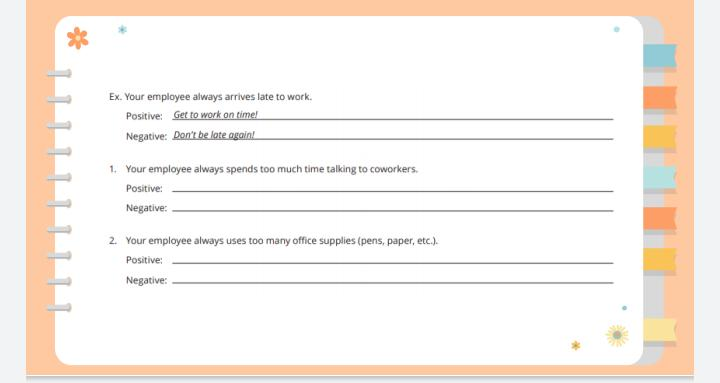 Ex. Your employee always arrives late to work.
Positive: Get to work on time!
Negative: Don't be late again!
1. Your employee always spends too much time talking to coworkers.
Positive:
Negative:
2. Your employee always uses too many office supplies (pens, paper, etc.).
Positive:
Negative: